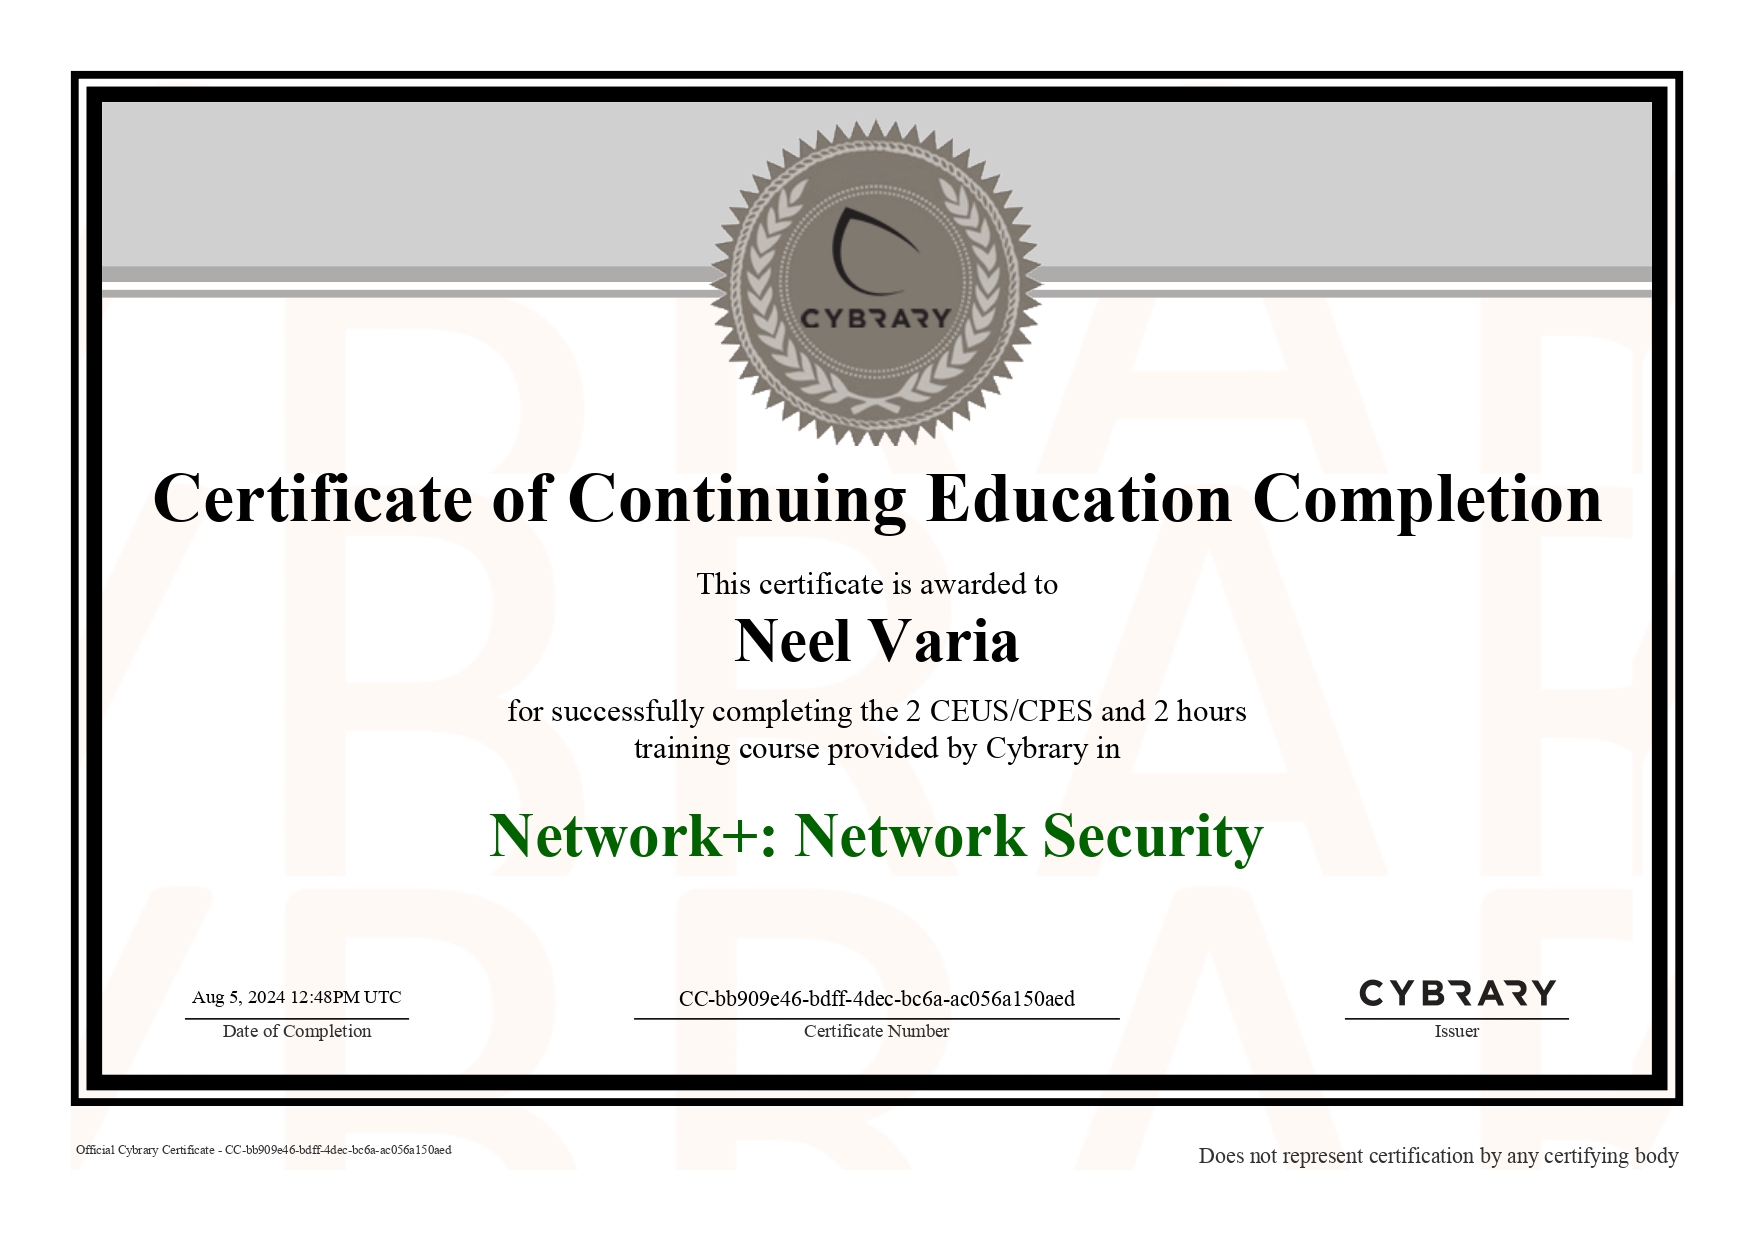 CYBRARY
Certificate of Continuing Education Completion
This certificate is awarded to
Neel Varia
for successfully completing the 2 CEUS/CPES and 2 hours
training course provided by Cybrary in
Network+: Network Security
Aug 5, 2024 12:48PM UTC
Date of Completion
CC-bb909e46-bdff-4dec-bc6a-ac056a150aed
Certificate Number
CYBRARY
Issuer
Official Cybrary Certificate - CC-bb909e46-bdff-4dec-bc6a-ac056a150aed
Does not represent certification by any certifying body